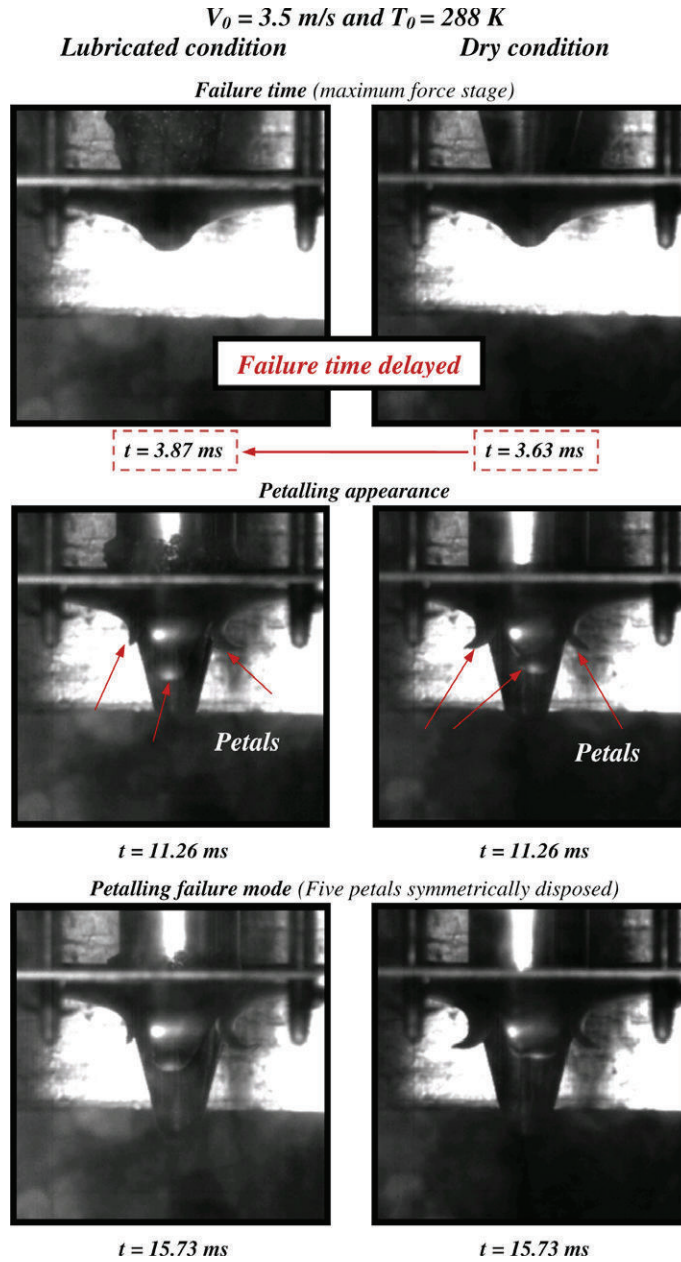 V0 = 3.5 m/s and T0 = 288 K
Lubricated condition
Dry condition
Failure time (maximum force stage)
Failure time delayed
t = 3.87 ms
t = 3.63 ms
Petalling appearance
Petals
Petals
t = 11.26 ms
t = 11.26 ms
Petalling failure mode (Five petals symmetrically disposed)
t = 15.73 ms
t = 15.73 ms